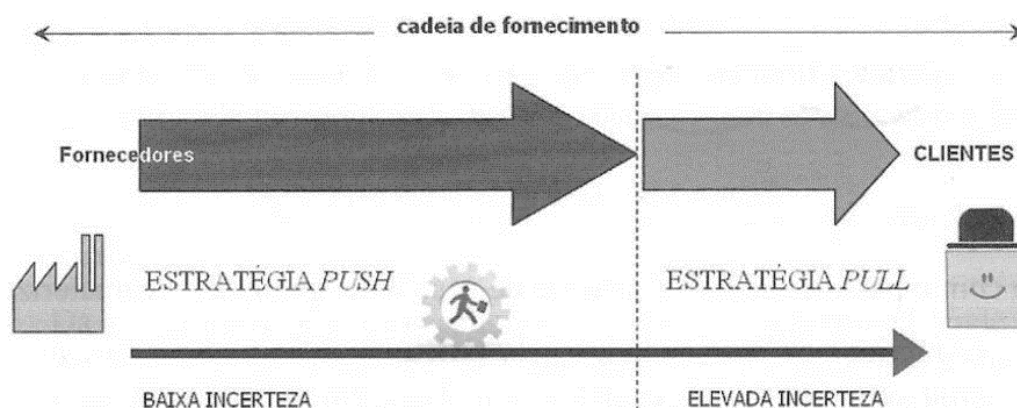 cadeia de fornecimento
Fornecedores
CLIENTES
ESTRATÉGIA PUSH
ESTRATÉGIA PULL
BAIXA INCERTEZA
ELEVADA INCERTEZA